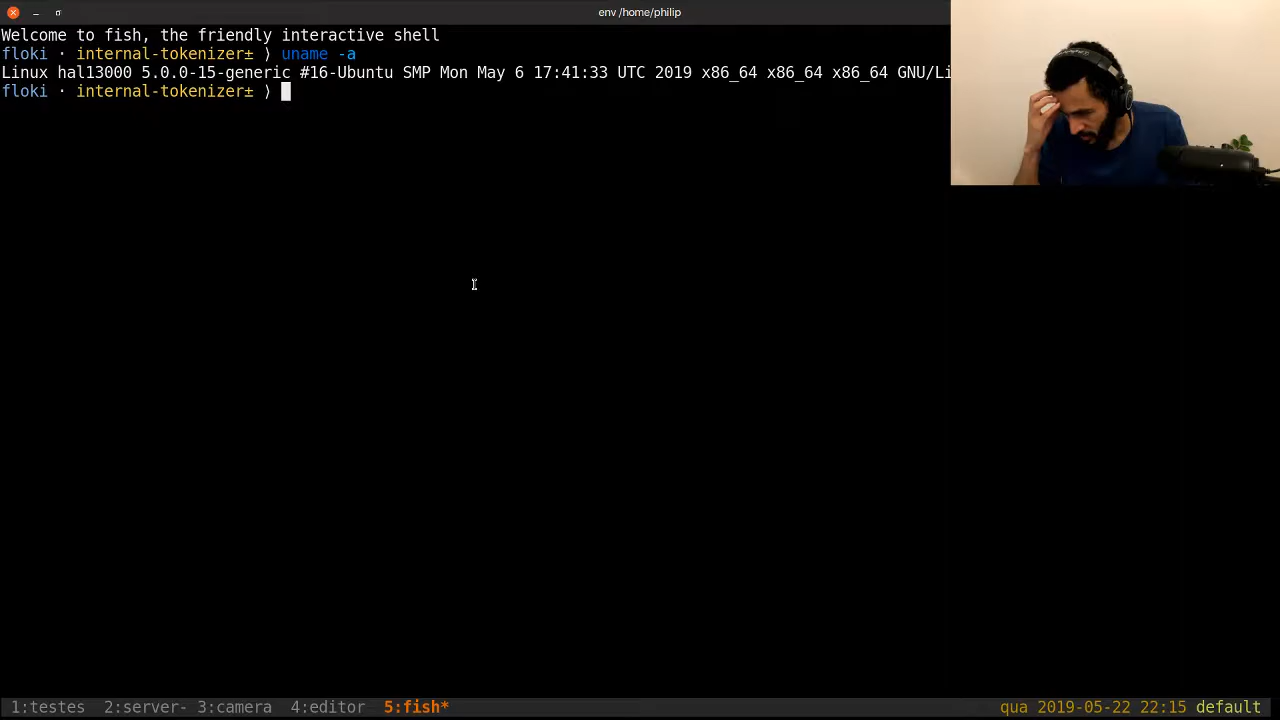 env /home/philip
Welcome to fish, the friendly interactive shell
floki · internal-tokenizer± ⟩ uname -a
Linux hal13000 5.0.0-15-generic #16-Ubuntu SMP Mon May 6 17:41:33 UTC 2019 x86_64 x86_64 x86_64 GNU/Li
floki · internal-tokenizer± ⟩
1:testes 2:server- 3:camera 4:editor 5:fish* qua 2019-05-22 22:15 default